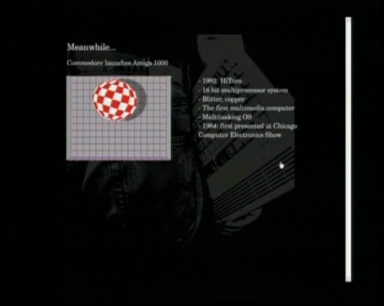 Meanwhile...
Commodore launches Amiga 1000
- 1982: HiToro
- 16 bit multiprocessor system
- Blitter, copper
- The first multimedia computer
- Multitasking OS
- 1984: first presented at Chicago
Computer Electronics Show